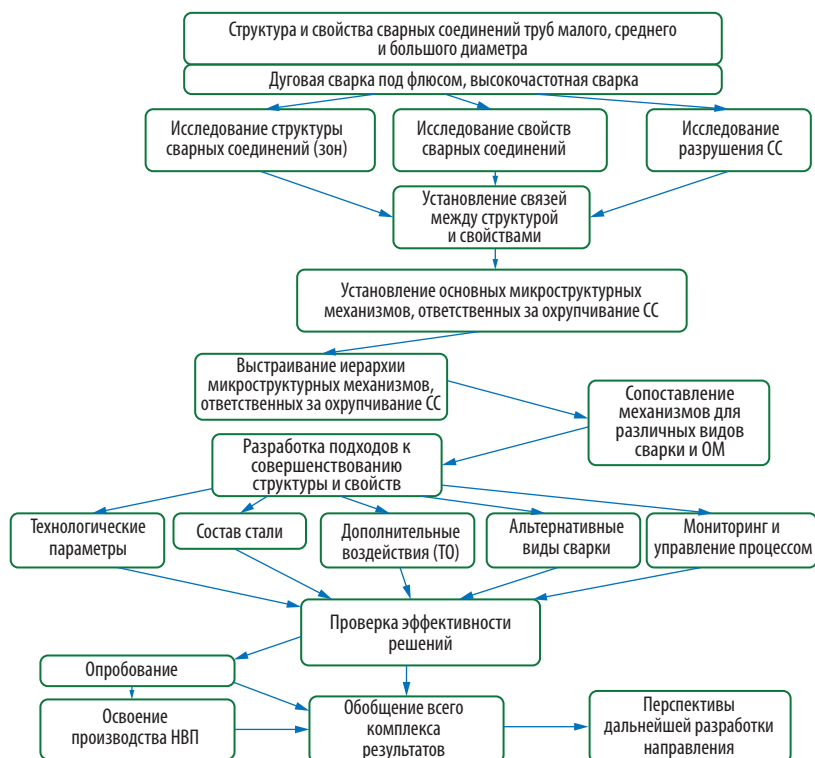 Структура и свойства сварных соединений труб малого, среднего
и большого диаметра
Дуговая сварка под флюсом, высокочастотная сварка
Исследование структуры
сварных соединений (зон)
Исследование свойств
сварных соединений
Исследование
разрушения СС
Установление связей
между структурой
и свойствами
Установление основных микроструктурных
механизмов, ответственных за охрупчивание СС
Выстраивание иерархии
микроструктурных механизмов,
ответственных за охрупчивание СС
Сопоставление
механизмов для
различных видов
сварки и ОМ
Разработка подходов к
совершенствованию
структуры и свойств
Технологические
параметры
Состав стали
Дополнительные
воздействия (ТО)
Альтернативные
виды сварки
Мониторинг и
управление процессом
Проверка эффективности
решений
Опробование
Освоение
производства НВП
Обобщение всего
комплекса
результатов
Перспективы
дальнейшей разработки
направления